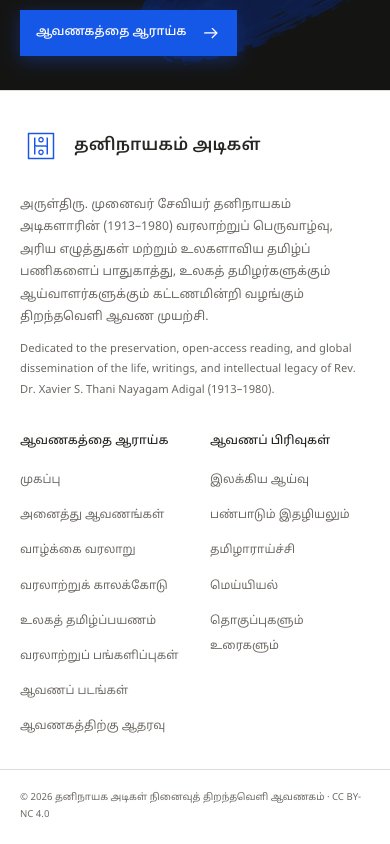 ஆவணகத்தை ஆராய்க →
தனிநாயகம் அடிகள்
அருள்திரு. முனைவர் சேவியர் தனிநாயகம்
அடிகளாரின் (1913–1980) வரலாற்றுப் பெருவாழ்வு,
அரிய எழுத்துகள் மற்றும் உலகளாவிய தமிழ்ப்
பணிகளைப் பாதுகாத்து, உலகத் தமிழர்களுக்கும்
ஆய்வாளர்களுக்கும் கட்டணமின்றி வழங்கும்
திறந்தவெளி ஆவண முயற்சி.
Dedicated to the preservation, open-access reading, and global
dissemination of the life, writings, and intellectual legacy of Rev.
Dr. Xavier S. Thani Nayagam Adigal (1913–1980).
ஆவணகத்தை ஆராய்க
முகப்பு
அனைத்து ஆவணங்கள்
வாழ்க்கை வரலாறு
வரலாற்றுக் காலக்கோடு
உலகத் தமிழ்ப்பயணம்
வரலாற்றுப் பங்களிப்புகள்
ஆவணப் படங்கள்
ஆவணகத்திற்கு ஆதரவு
ஆவணப் பிரிவுகள்
இலக்கிய ஆய்வு
பண்பாடும் இதழியலும்
தமிழாராய்ச்சி
மெய்யியல்
தொகுப்புகளும்
உரைகளும்
© 2026 தனிநாயக அடிகள் நினைவுத் திறந்தவெளி ஆவணகம் · CC BY-
NC 4.0